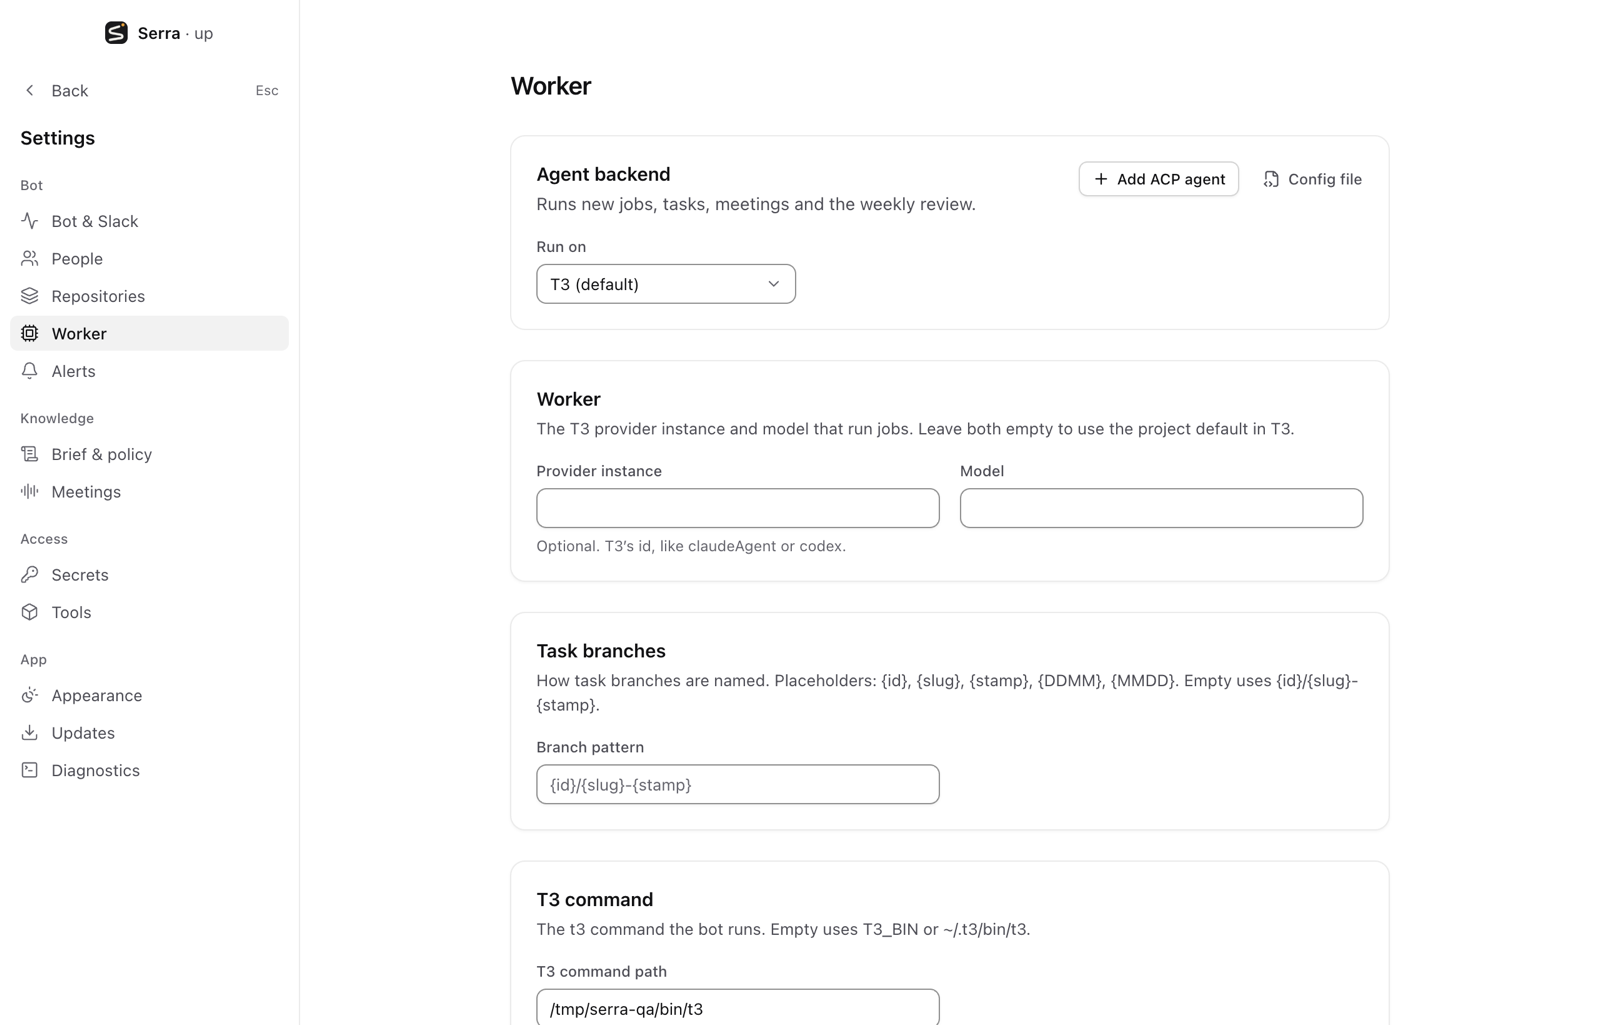 Serra · up
Back Esc
Settings
Bot
Bot & Slack
People
Repositories
Worker
Alerts
Knowledge
Brief & policy
Meetings
Access
Secrets
Tools
App
Appearance
Updates
Diagnostics
Worker
Agent backend
Runs new jobs, tasks, meetings and the weekly review.
Add ACP agent
Config file
Run on
T3 (default)
Worker
The T3 provider instance and model that run jobs. Leave both empty to use the project default in T3.
Provider instance
Model
Optional. T3’s id, like claudeAgent or codex.
Task branches
How task branches are named. Placeholders: {id}, {slug}, {stamp}, {DDMM}, {MMDD}. Empty uses {id}/{slug}-
{stamp}.
Branch pattern
{id}/{slug}-{stamp}
T3 command
The t3 command the bot runs. Empty uses T3_BIN or ~/.t3/bin/t3.
T3 command path
/tmp/serra-qa/bin/t3